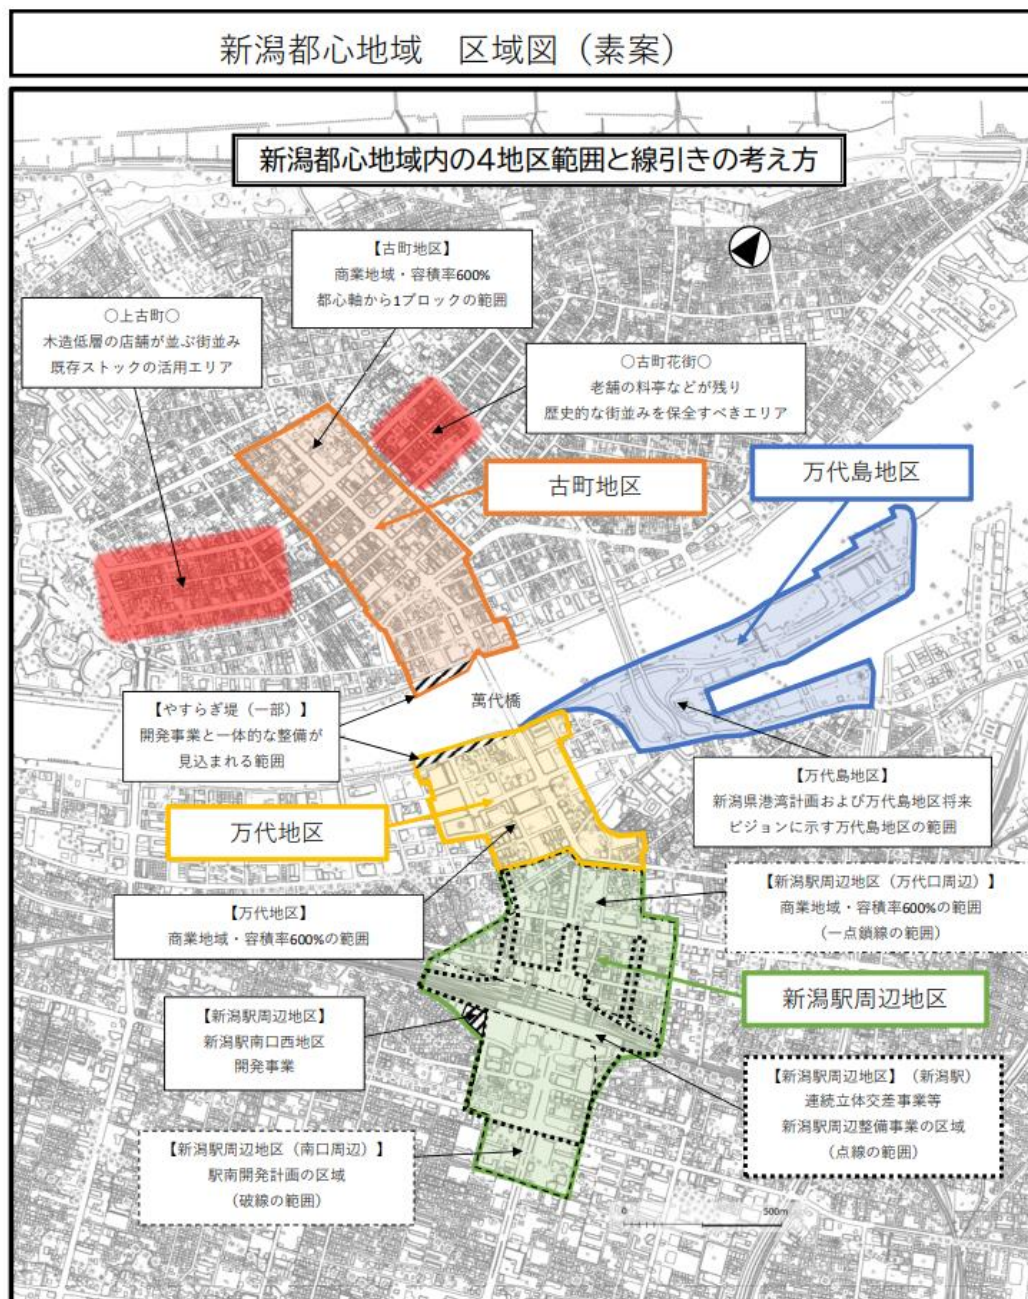 新潟都心地域　区域図（素案）
新潟都心地域内の4地区範囲と線引きの考え方
【古町地区】
商業地域・容積率600%
都心軸から1ブロックの範囲
○上古町○
木造低層の店舗が並ぶ街並み
既存ストックの活用エリア
○古町花街○
老舗の料亭などが残り
歴史的な街並みを保全すべきエリア
古町地区
万代島地区
萬代橋
【やすらぎ堤（一部）】
開発事業と一体的な整備が
見込まれる範囲
【万代島地区】
新潟県港湾計画および万代島地区将来
ビジョンに示す万代島地区の範囲
万代地区
【新潟駅周辺地区（万代口周辺）】
商業地域・容積率600%の範囲
（一点鎖線の範囲）
【万代地区】
商業地域・容積率600%の範囲
新潟駅周辺地区
【新潟駅周辺地区】
新潟駅南口西地区
開発事業
【新潟駅周辺地区】（新潟駅）
連続立体交差事業等
新潟駅周辺整備事業の区域
（点線の範囲）
【新潟駅周辺地区（南口周辺）】
駅南開発計画の区域
（破線の範囲）
0
500m